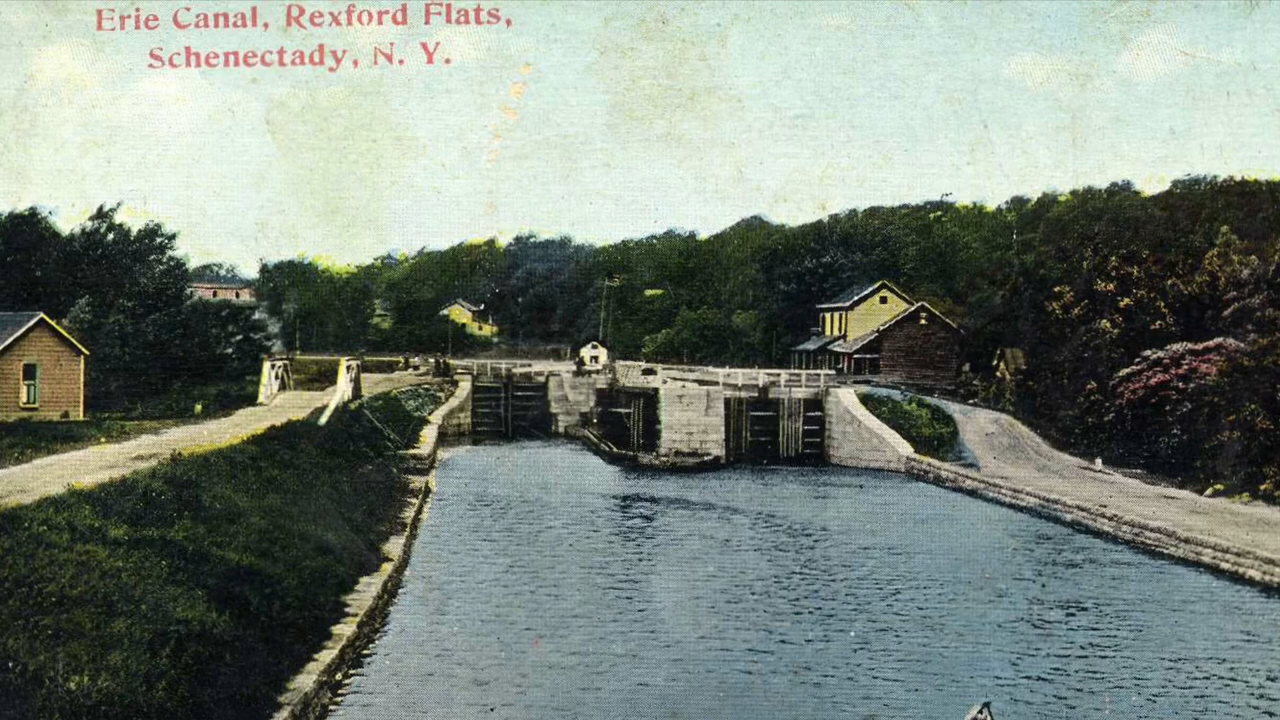 Erie Canal, Rexford Flats,
Schenectady, N. Y.